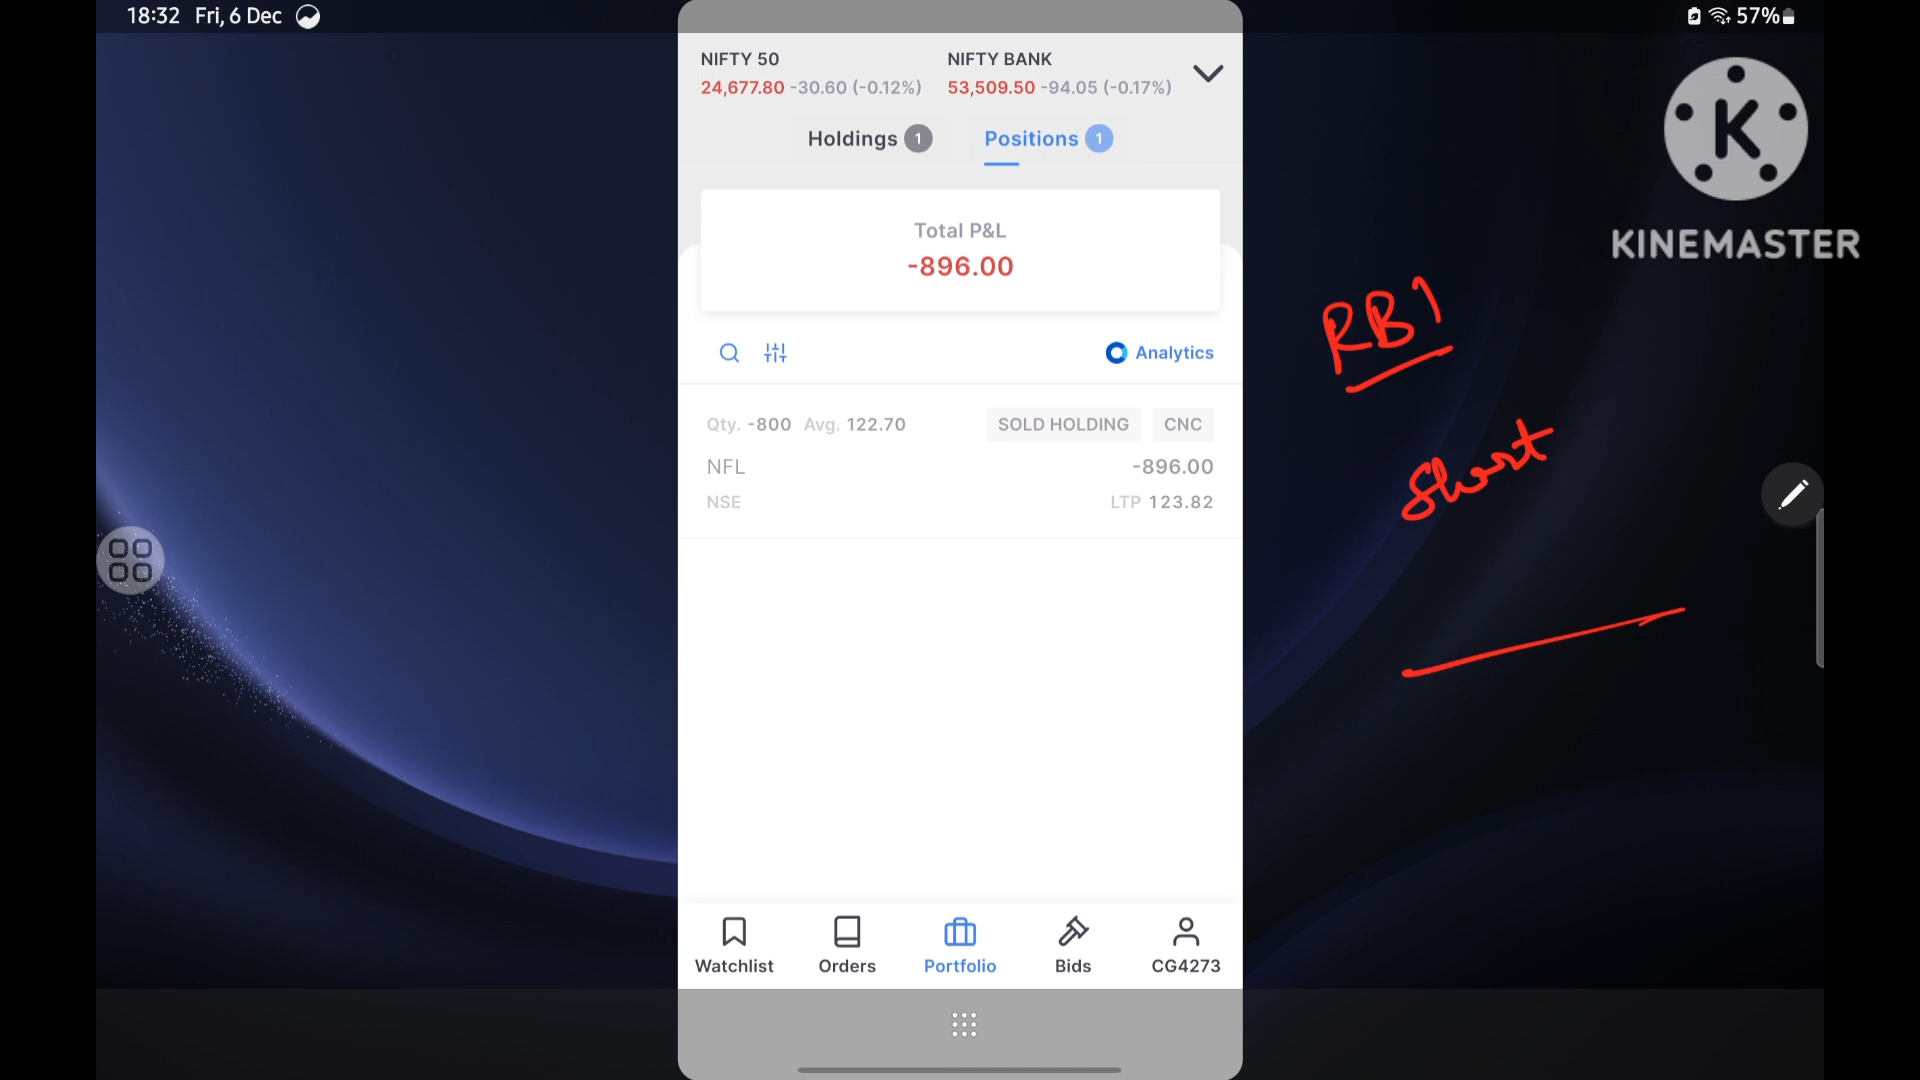 18:32 Fri, 6 Dec
57%
NIFTY 50
24,677.80 -30.60 (-0.12%)
NIFTY BANK
53,509.50 -94.05 (-0.17%)
Holdings 1
Positions 1
Total P&L
-896.00
Analytics
Qty. -800 Avg. 122.70
SOLD HOLDING
CNC
NFL
-896.00
NSE
LTP 123.82
Watchlist
Orders
Portfolio
Bids
CG4273
K
KINEMASTER
RBI
Short